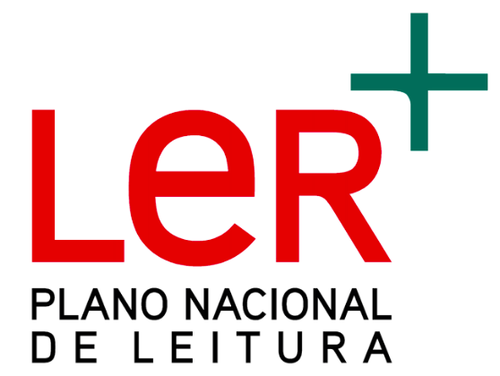 LeR+
PLANO NACIONAL
DE LEITURA